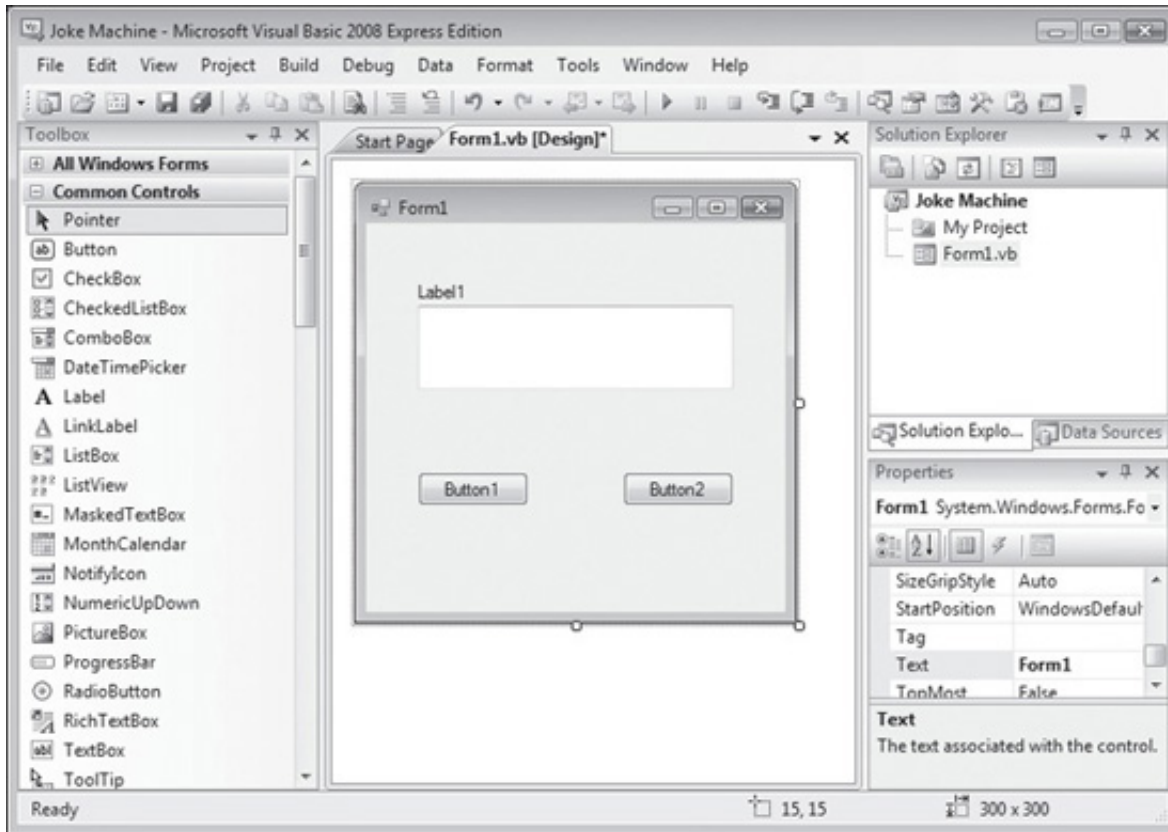 Joke Machine - Microsoft Visual Basic 2008 Express Edition
File Edit View Project Build Debug Data Format Tools Window Help
Toolbox
All Windows Forms
Common Controls
Pointer
Button
CheckBox
CheckedListBox
ComboBox
DateTimePicker
Label
LinkLabel
ListBox
ListView
MaskedTextBox
MonthCalendar
NotifyIcon
NumericUpDown
PictureBox
ProgressBar
RadioButton
RichTextBox
TextBox
ToolTip
Start Page
Form1.vb [Design]*
Form1
Label1
Button1
Button2
Solution Explorer
Joke Machine
My Project
Form1.vb
Solution Explo...
Data Sources
Properties
Form1 System.Windows.Forms.Fo
SizeGripStyle Auto
StartPosition WindowsDefault
Tag
Text Form1
TopMost False
Text
The text associated with the control.
Ready
15, 15
300 x 300